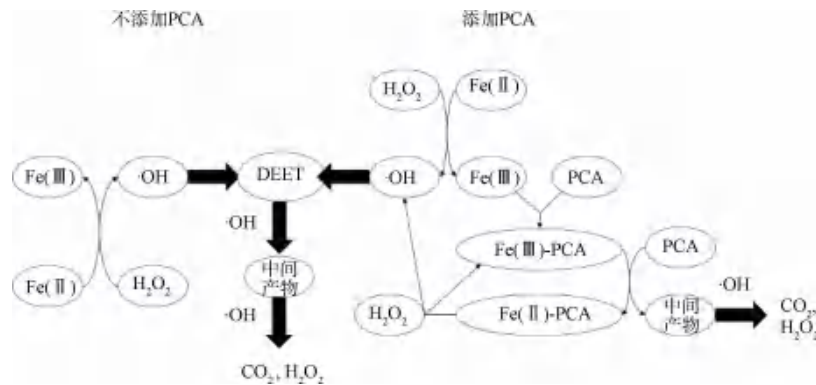 不添加PCA
添加PCA
H₂O₂
Fe(Ⅱ)
Fe(Ⅲ)
·OH
DEET
·OH
Fe(Ⅲ)
PCA
·OH
Fe(Ⅲ)-PCA
PCA
Fe(Ⅱ)
H₂O₂
中间
产物
H₂O₂
Fe(Ⅱ)-PCA
中间
产物
·OH
CO₂,
H₂O₂
·OH
CO₂, H₂O₂